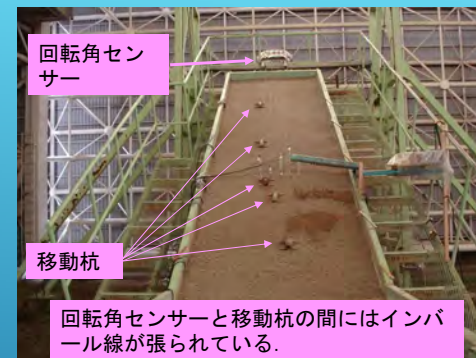 回転角セン
サー
移動杭
回転角センサーと移動杭の間にはインバ
ール線が張られている.